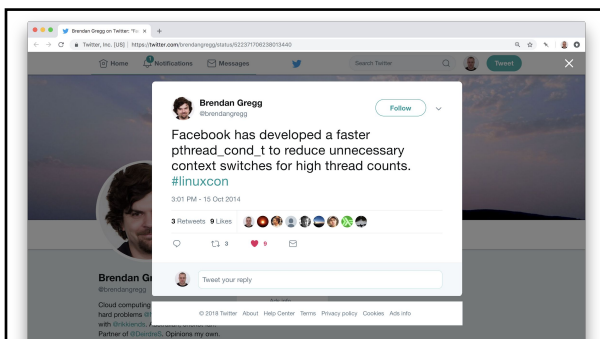 Brendan Gregg on Twitter: "Fa
Twitter, Inc. [US] | https://twitter.com/brendangregg/status/522371706238013440
Home
1
Notifications
Messages
Search Twitter
Tweet
Brendan Gregg
@brendangregg
Follow
Facebook has developed a faster
pthread_cond_t to reduce unnecessary
context switches for high thread counts.
#linuxcon
3:01 PM - 15 Oct 2014
3 Retweets 9 Likes
3
9
Tweet your reply
© 2018 Twitter About Help Center Terms Privacy policy Cookies Ads info
Brendan Gr
@brendangregg
Cloud computing
hard problems
with @rikkiends.
Partner of @Deirdre
Opinions my own.